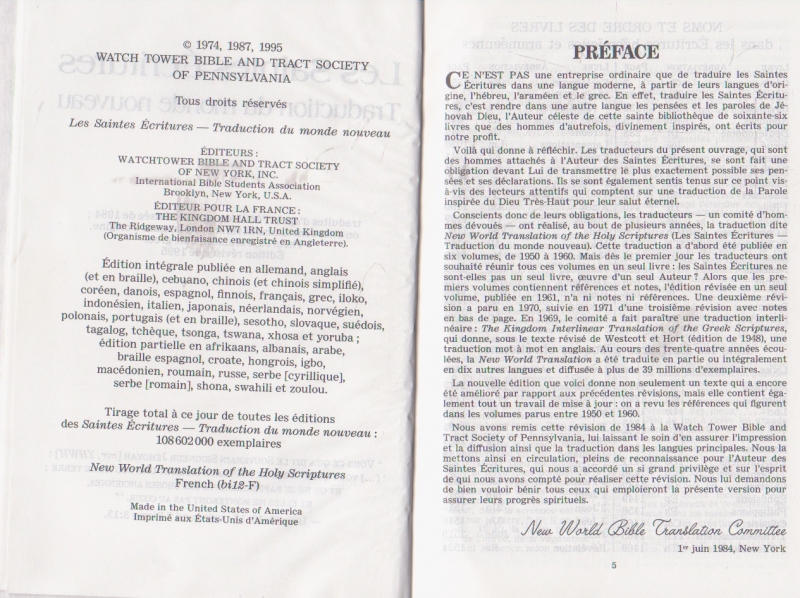 © 1974, 1987, 1995
WATCH TOWER BIBLE AND TRACT SOCIETY
OF PENNSYLVANIA
Tous droits réservés
Les Saintes Écritures — Traduction du monde nouveau
ÉDITEURS :
WATCHTOWER BIBLE AND TRACT SOCIETY
OF NEW YORK, INC.
International Bible Students Association
Brooklyn, New York, U.S.A.
ÉDITEUR POUR LA FRANCE :
THE KINGDOM HALL TRUST
The Ridgeway, London NW7 1RN, United Kingdom
(Organisme de bienfaisance enregistré en Angleterre).
Édition intégrale publiée en allemand, anglais
(et en braille), cebuano, chinois (et chinois simplifié),
coréen, danois, espagnol, finnois, français, grec, iloko,
indonésien, italien, japonais, néerlandais, norvégien,
polonais, portugais (et en braille), sesotho, slovaque, suédois,
tagalog, tchèque, tsonga, tswana, xhosa et yoruba ;
édition partielle en afrikaans, albanais, arabe,
braille espagnol, croate, hongrois, igbo,
macédonien, roumain, russe, serbe [cyrillique],
serbe [romain], shona, swahili et zoulou.
Tirage total à ce jour de toutes les éditions
des Saintes Écritures — Traduction du monde nouveau :
108 602 000 exemplaires
New World Translation of the Holy Scriptures
French (bi12-F)
Made in the United States of America
Imprimé aux États-Unis d'Amérique
PRÉFACE
CE N'EST PAS une entreprise ordinaire que de traduire les Saintes
Écritures dans une langue moderne, à partir de leurs langues d'ori-
gine, l'hébreu, l'araméen et le grec. En effet, traduire les Saintes Écritu-
res, c'est rendre dans une autre langue les pensées et les paroles de Jé-
hovah Dieu, l'Auteur céleste de cette sainte bibliothèque de soixante-six
livres que des hommes d'autrefois, divinement inspirés, ont écrits pour
notre profit.
Voilà qui donne à réfléchir. Les traducteurs du présent ouvrage, qui sont
des hommes attachés à l'Auteur des Saintes Écritures, se sont fait une
obligation devant Lui de transmettre le plus exactement possible ses pen-
sées et ses déclarations. Ils se sont également sentis tenus sur ce point vis-
à-vis des lecteurs attentifs qui comptent sur une traduction de la Parole
inspirée du Dieu Très-Haut pour leur salut éternel.
Conscients donc de leurs obligations, les traducteurs — un comité d'hom-
mes dévoués — ont réalisé, au bout de plusieurs années, la traduction dite
New World Translation of the Holy Scriptures (Les Saintes Écritures —
Traduction du monde nouveau). Cette traduction a d'abord été publiée en
six volumes, de 1950 à 1960. Mais dès le premier jour les traducteurs ont
souhaité réunir tous ces volumes en un seul livre : les Saintes Écritures ne
sont-elles pas un seul livre, œuvre d'un seul Auteur ? Alors que les pre-
miers volumes contiennent références et notes, l'édition révisée en un seul
volume, publiée en 1961, n'a ni notes ni références. Une deuxième révi-
sion a paru en 1970, suivie en 1971 d'une troisième révision avec notes
en bas de page. En 1969, le comité a fait paraître une traduction interli-
néaire : The Kingdom Interlinear Translation of the Greek Scriptures,
qui donne, sous le texte révisé de Westcott et Hort (édition de 1948), une
traduction mot à mot en anglais. Au cours des trente-quatre années écou-
lées, la New World Translation a été traduite en partie ou intégralement
en dix autres langues et diffusée à plus de 39 millions d'exemplaires.
La nouvelle édition que voici donne non seulement un texte qui a encore
été amélioré par rapport aux précédentes révisions, mais elle contient éga-
lement tout un travail de mise à jour : on a revu les références qui figurent
dans les volumes parus entre 1950 et 1960.
Nous avons remis cette révision de 1984 à la Watch Tower Bible and
Tract Society of Pennsylvania, lui laissant le soin d'en assurer l'impression
et la diffusion ainsi que la traduction dans les langues principales. Nous la
mettons ainsi en circulation, pleins de reconnaissance pour l'Auteur des
Saintes Écritures, qui nous a accordé un si grand privilège et sur l'esprit
de qui nous avons compté pour réaliser cette révision. Nous lui demandons
de bien vouloir bénir tous ceux qui emploieront la présente version pour
assurer leurs progrès spirituels.
New World Bible Translation Committee
1er juin 1984, New York
5